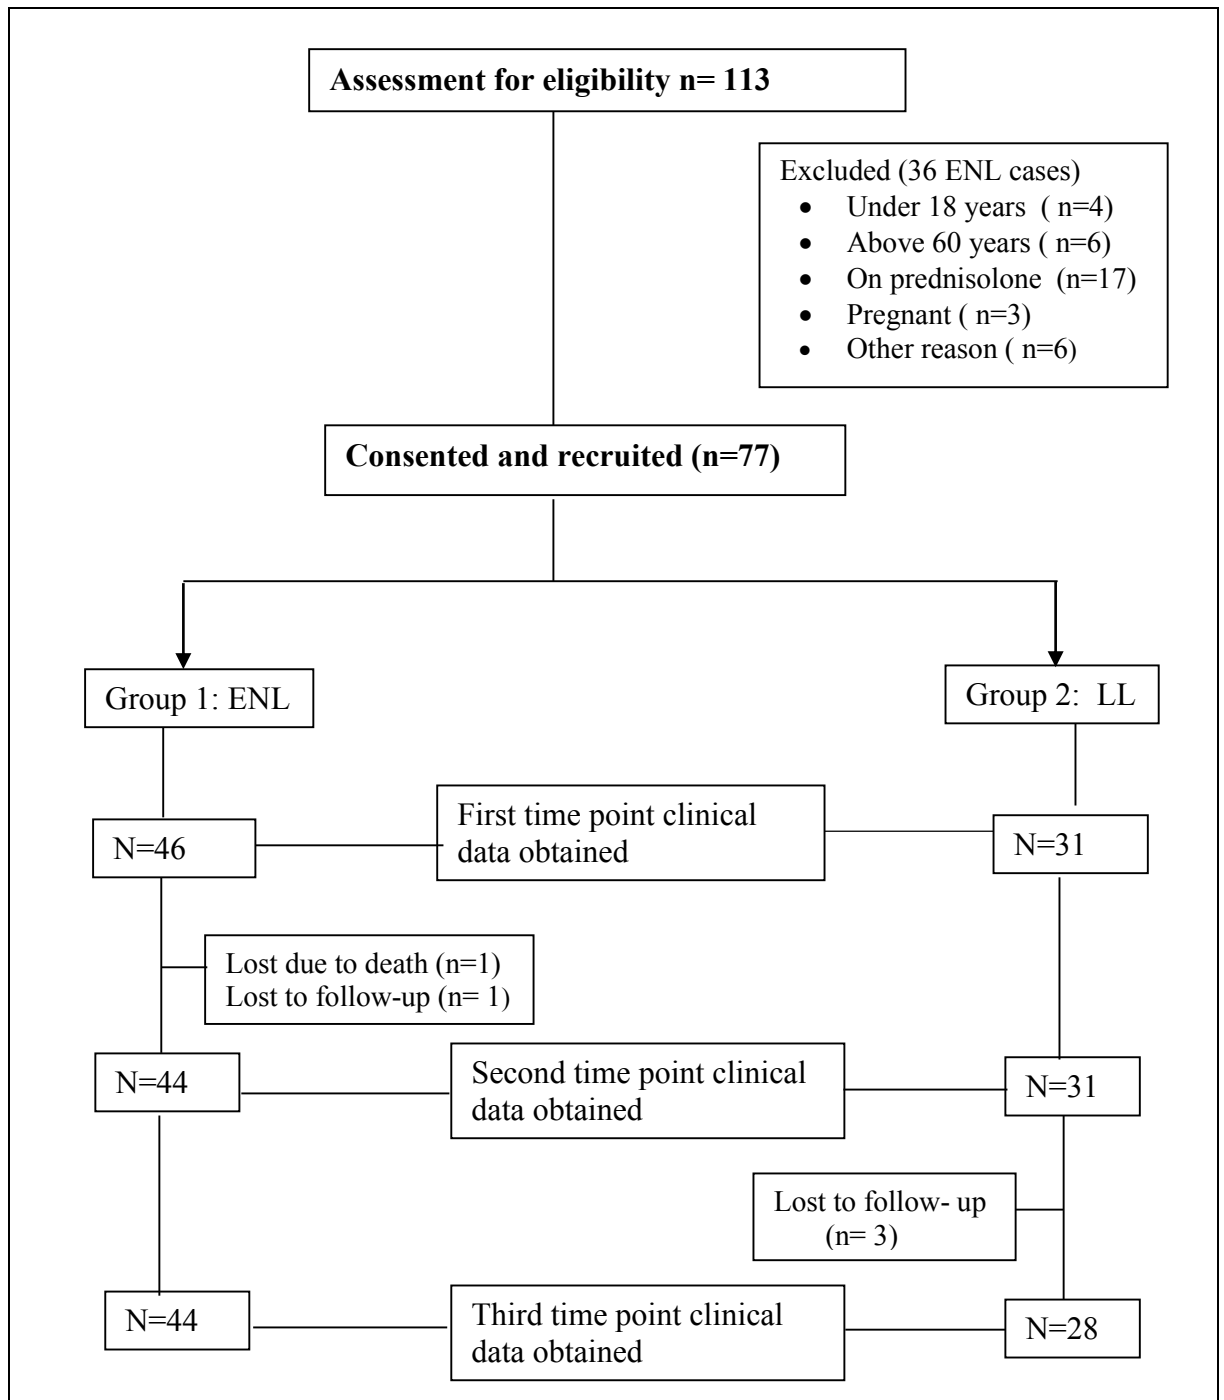 Assessment for eligibility n= 113
Excluded (36 ENL cases)
• Under 18 years ( n=4)
• Above 60 years ( n=6)
• On prednisolone (n=17)
• Pregnant ( n=3)
• Other reason ( n=6)
Consented and recruited (n=77)
Group 1: ENL
Group 2: LL
First time point clinical
data obtained
N=46
N=31
Lost due to death (n=1)
Lost to follow-up (n= 1)
N=44
Second time point clinical
data obtained
N=31
Lost to follow- up
(n= 3)
N=44
Third time point clinical
data obtained
N=28